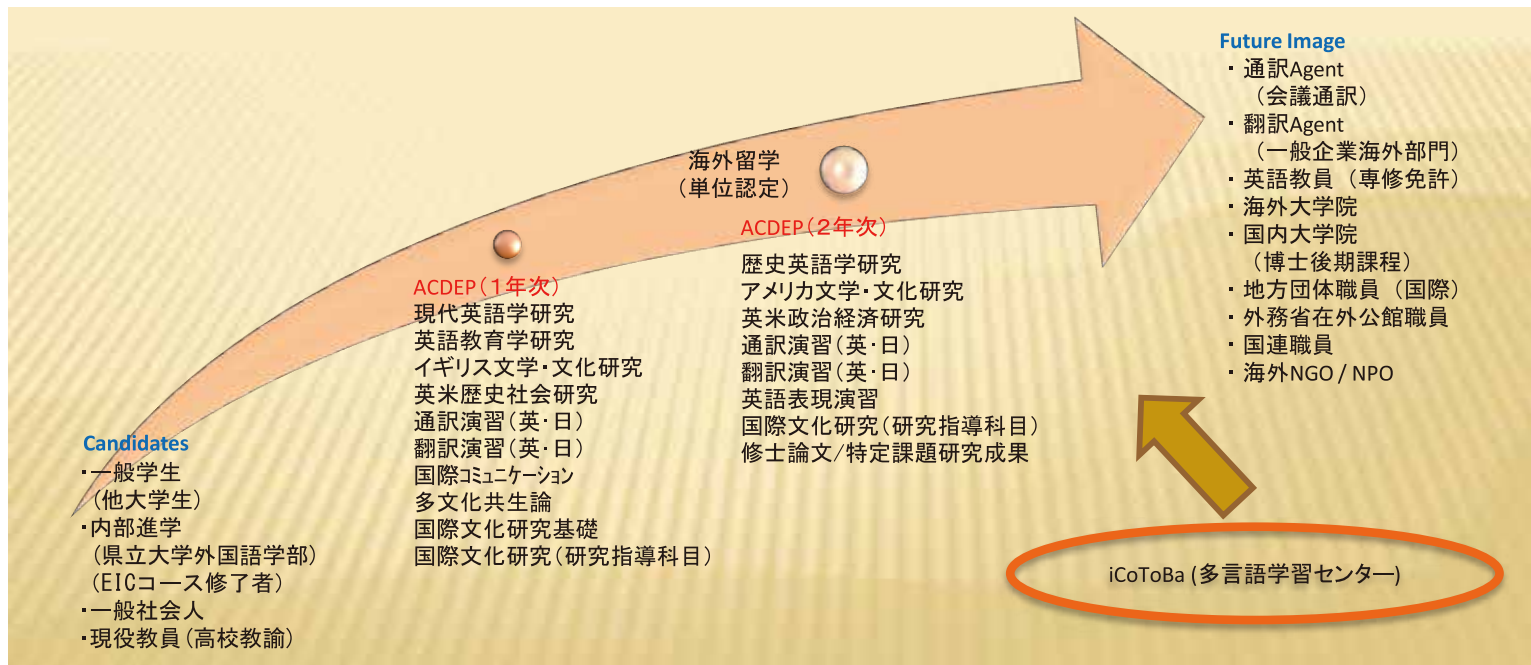 Candidates
・一般学生
(他大学生)
・内部進学
(県立大学外国語学部)
(EICコース修了者)
・一般社会人
・現役教員(高校教諭)
ACDEP(1年次)
現代英語学研究
英語教育学研究
イギリス文学・文化研究
英米歴史社会研究
通訳演習(英・日)
翻訳演習(英・日)
国際コミュニケーション
多文化共生論
国際文化研究基礎
国際文化研究(研究指導科目)
海外留学
(単位認定)
ACDEP(2年次)
歴史英語学研究
アメリカ文学・文化研究
英米政治経済研究
通訳演習(英・日)
翻訳演習(英・日)
英語表現演習
国際文化研究(研究指導科目)
修士論文/特定課題研究成果
Future Image
・ 通訳Agent
(会議通訳)
・ 翻訳Agent
(一般企業海外部門)
・ 英語教員 (専修免許)
・ 海外大学院
・ 国内大学院
(博士後期課程)
・ 地方団体職員 (国際)
・ 外務省在外公館職員
・ 国連職員
・ 海外NGO / NPO
iCoToBa (多言語学習センター)